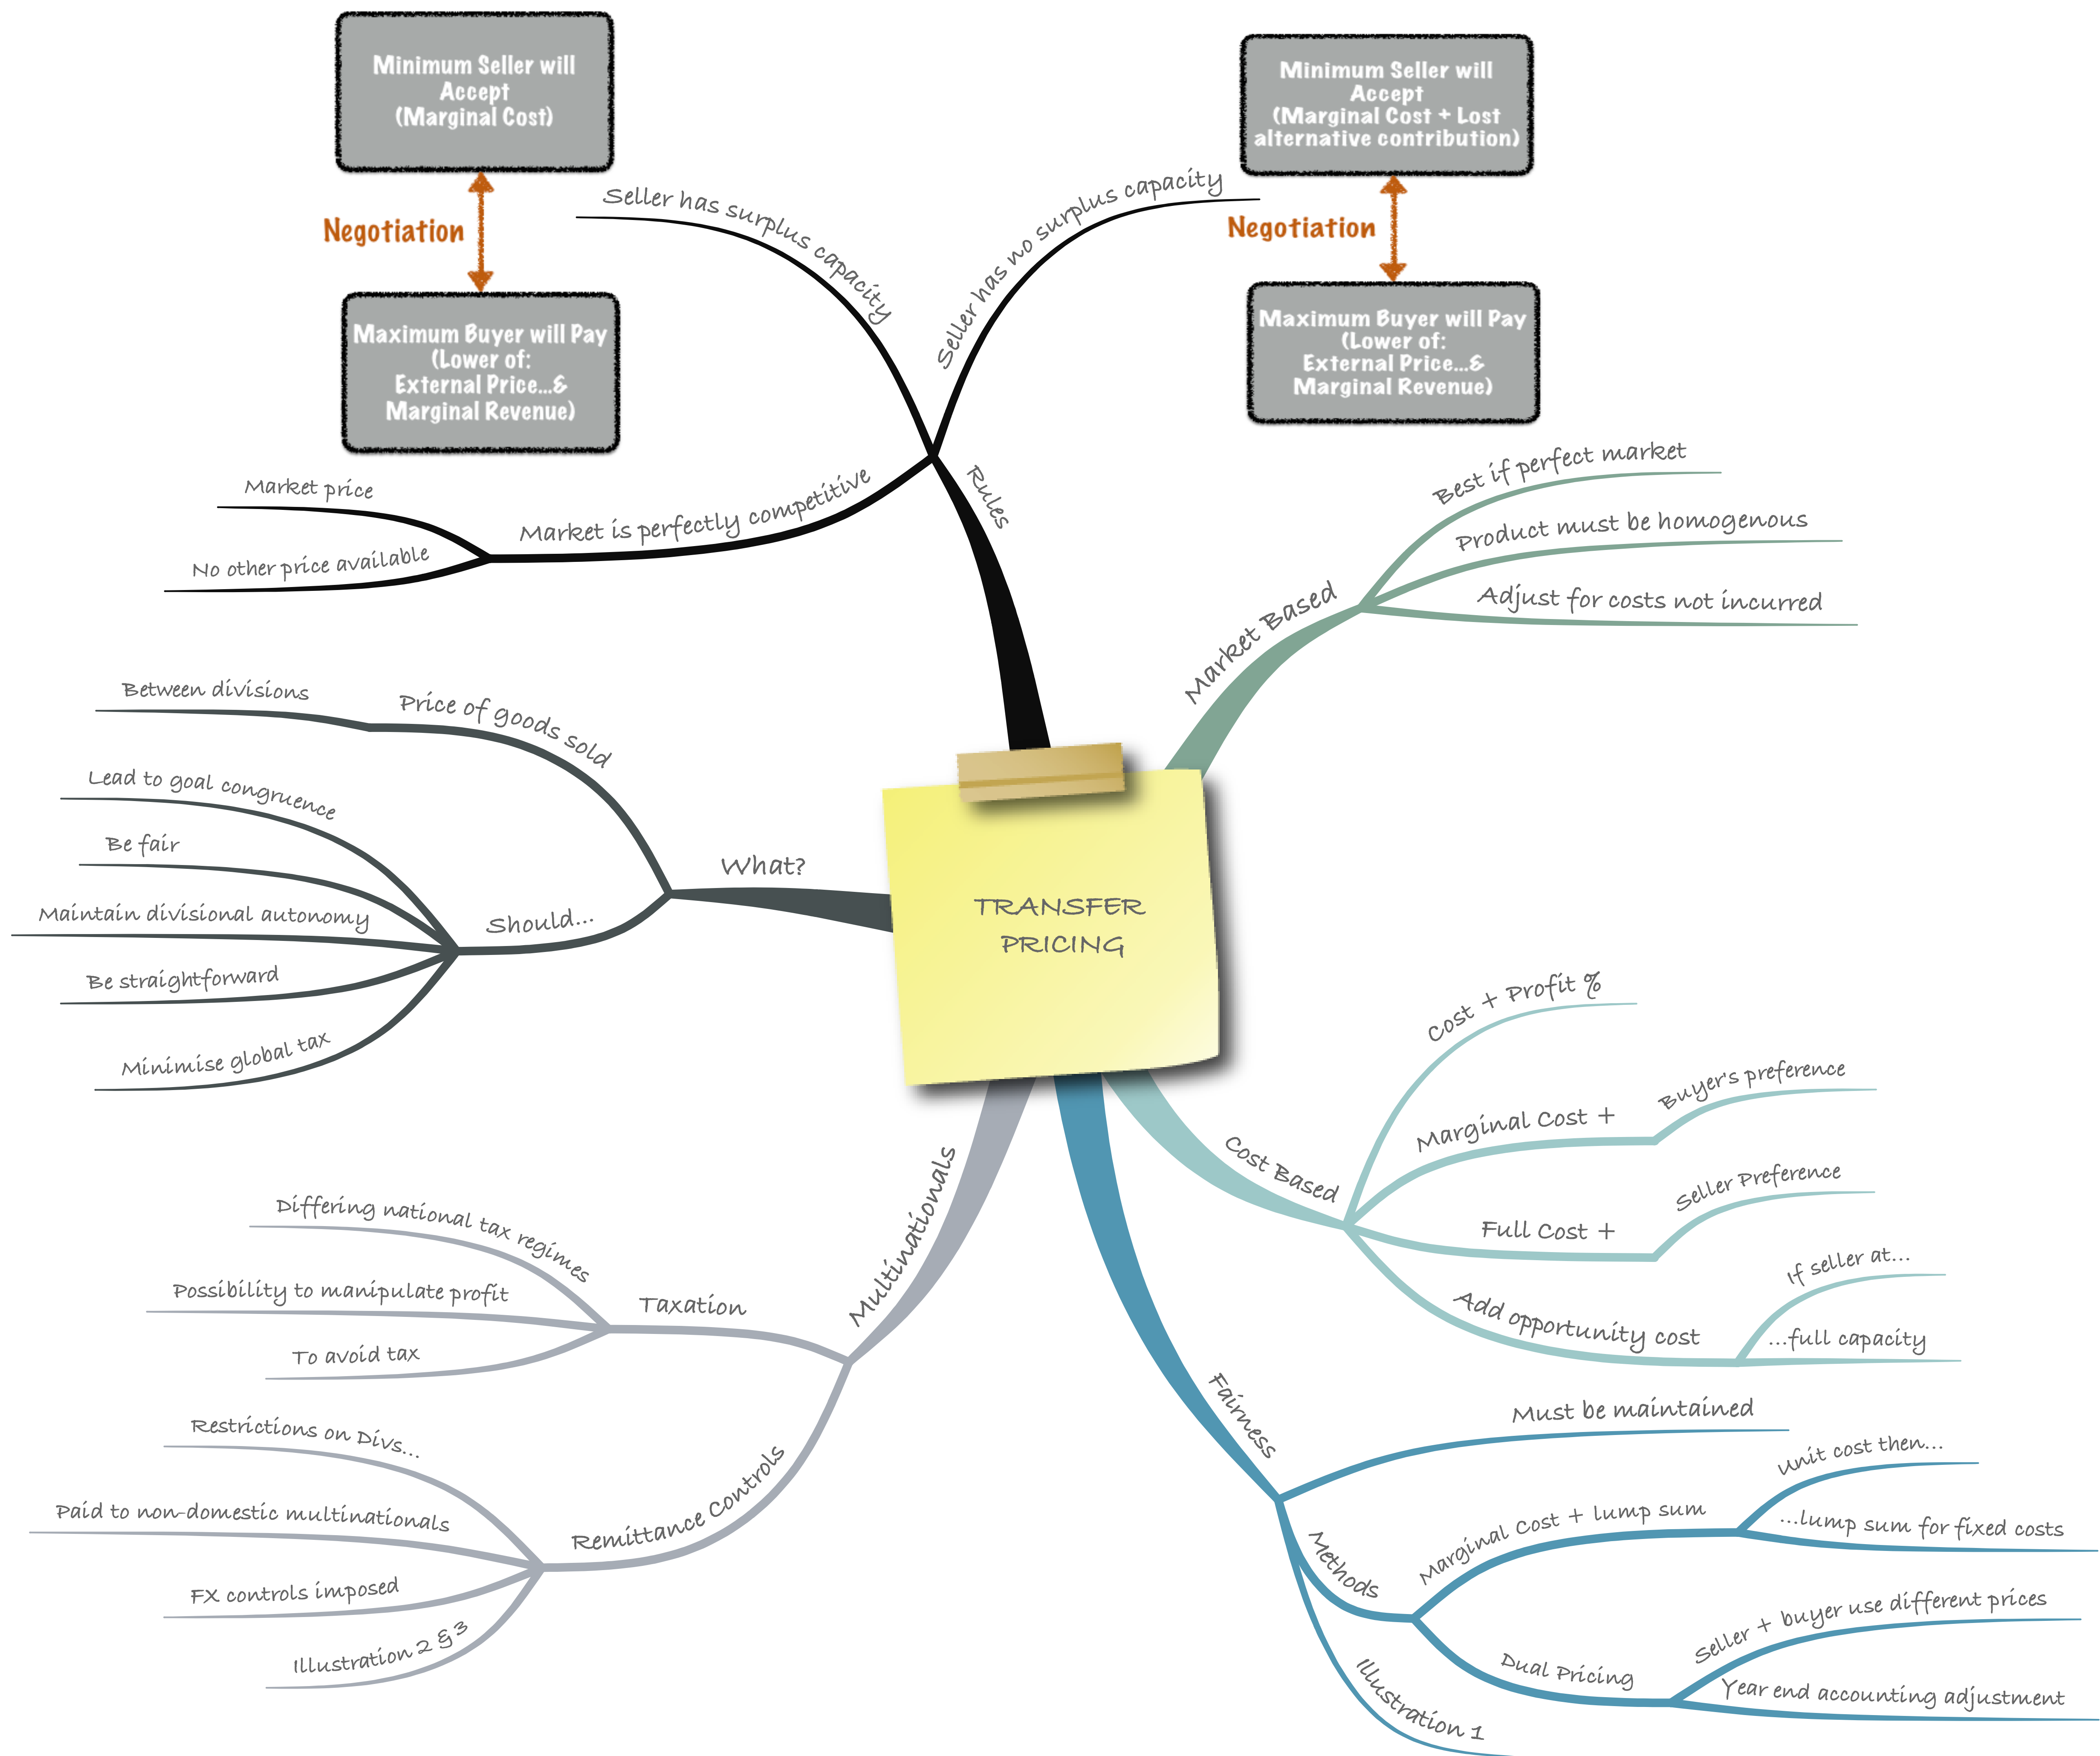 Minimum Seller will
Accept
(Marginal Cost)
Negotiation
Maximum Buyer will Pay
(Lower of:
External Price...&
Marginal Revenue)
Seller has surplus capacity
Minimum Seller will
Accept
(Marginal Cost + Lost
alternative contribution)
Negotiation
Maximum Buyer will Pay
(Lower of:
External Price...&
Marginal Revenue)
Seller has no surplus capacity
Rules
Market is perfectly competitive
Market price
No other price available
Market Based
Best if perfect market
Product must be homogenous
Adjust for costs not incurred
TRANSFER
PRICING
What?
Price of goods sold
Between divisions
Should...
Lead to goal congruence
Be fair
Maintain divisional autonomy
Be straightforward
Minimise global tax
Cost Based
Cost + Profit %
Marginal Cost +
Buyer's preference
Full Cost +
Seller Preference
Add opportunity cost
If seller at...
...full capacity
Multinationals
Taxation
Differing national tax regimes
Possibility to manipulate profit
To avoid tax
Remittance Controls
Restrictions on Divs...
Paid to non-domestic multinationals
FX controls imposed
Illustration 2 & 3
Fairness
Must be maintained
Methods
Marginal Cost + lump sum
Unit cost then...
...lump sum for fixed costs
Dual Pricing
Seller + buyer use different prices
Year end accounting adjustment
Illustration 1